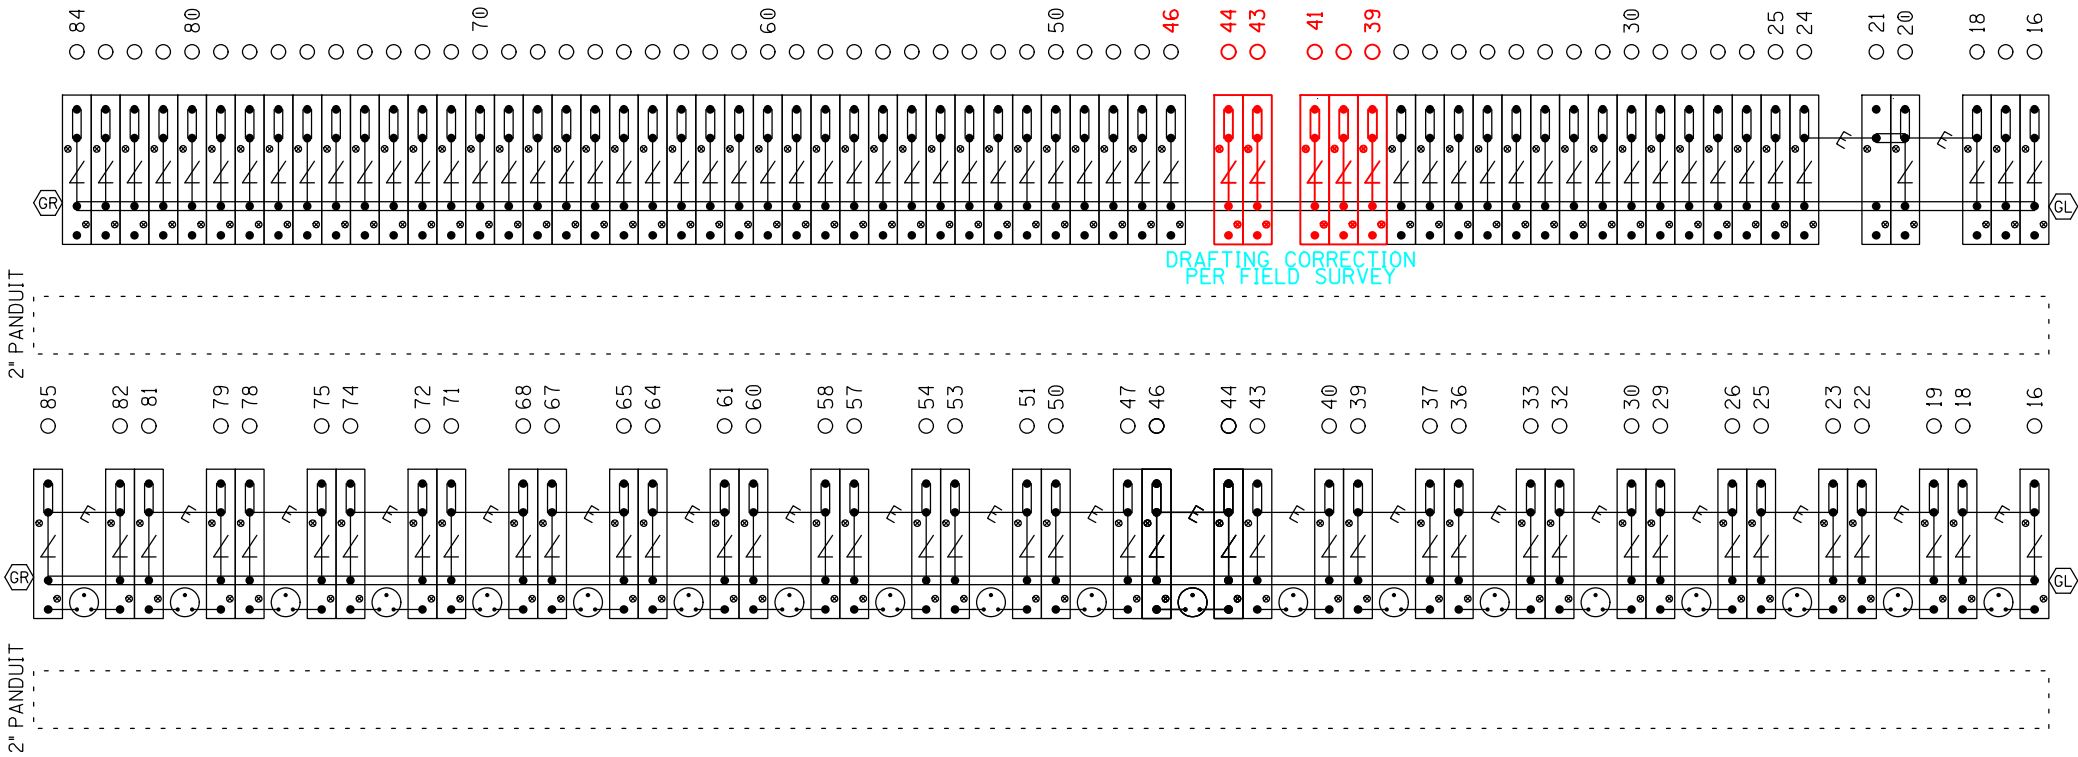 84 80 70 60 50 46 44 43 41 39 30 25 24 21 20 18 16
E E
GR GL
DRAFTING CORRECTION
PER FIELD SURVEY
2" PANDUIT
85 82 81 79 78 75 74 72 71 68 67 65 64 61 60 58 57 54 53 51 50 47 46 44 43 40 39 37 36 33 32 30 29 26 25 23 22 19 18 16
E E E E E E E E E E E E E E E E E E E E
GR GL
2" PANDUIT